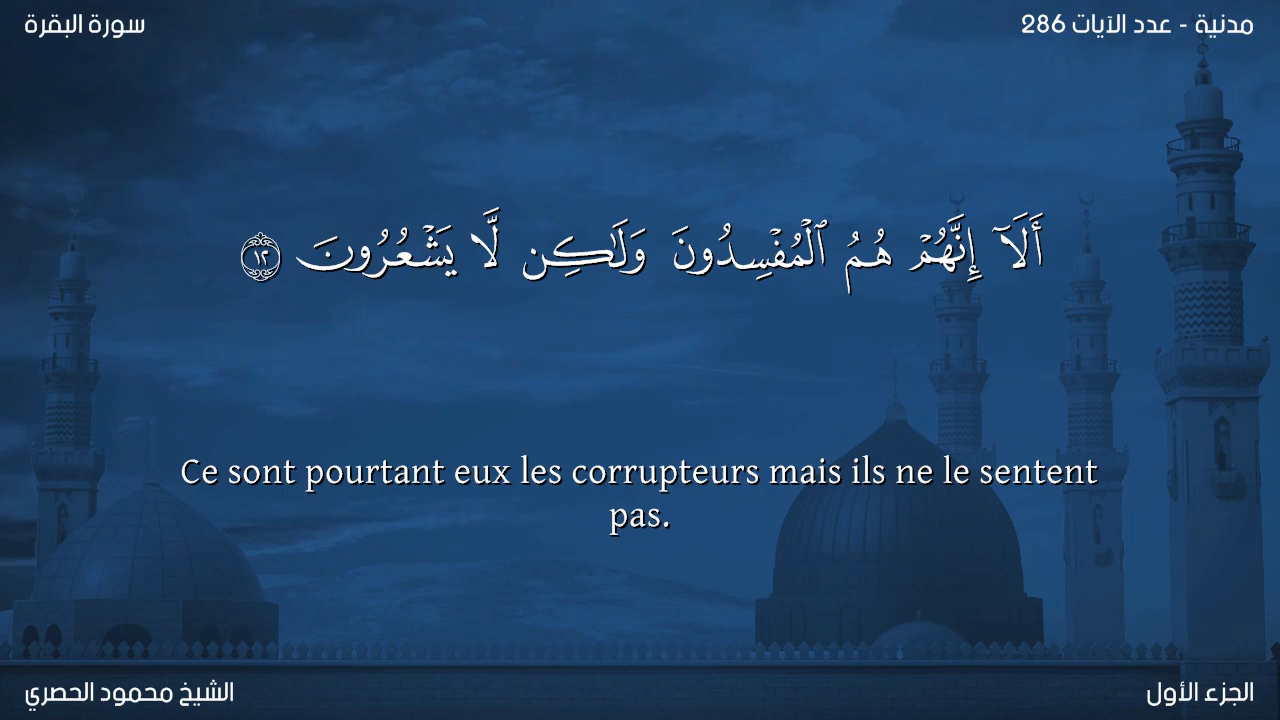 مدنية - عدد الآيات 286
سورة البقرة
أَلَآ إِنَّهُمْ هُمُ ٱلْمُفْسِدُونَ وَلَٰكِن لَّا يَشْعُرُونَ ١٢
Ce sont pourtant eux les corrupteurs mais ils ne le sentent
pas.
الجزء الأول
الشيخ محمود الحصري